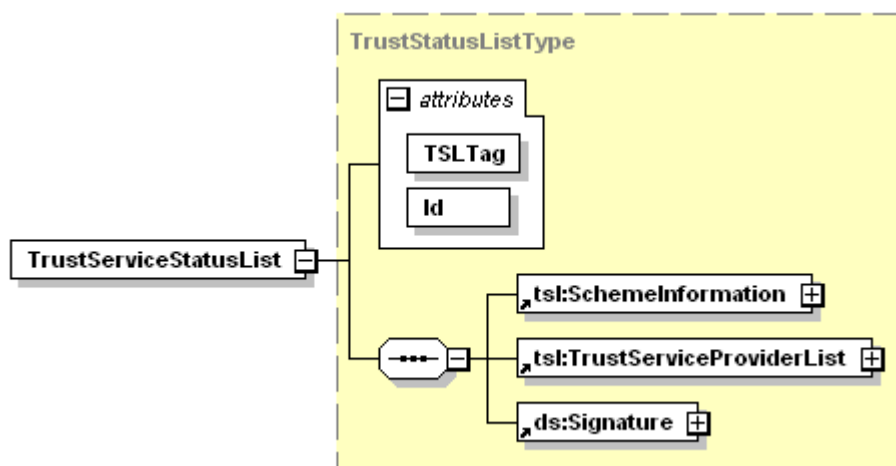 TrustStatusListType
attributes
TSLTag
Id
TrustServiceStatusList
tsl:SchemeInformation
tsl:TrustServiceProviderList
ds:Signature